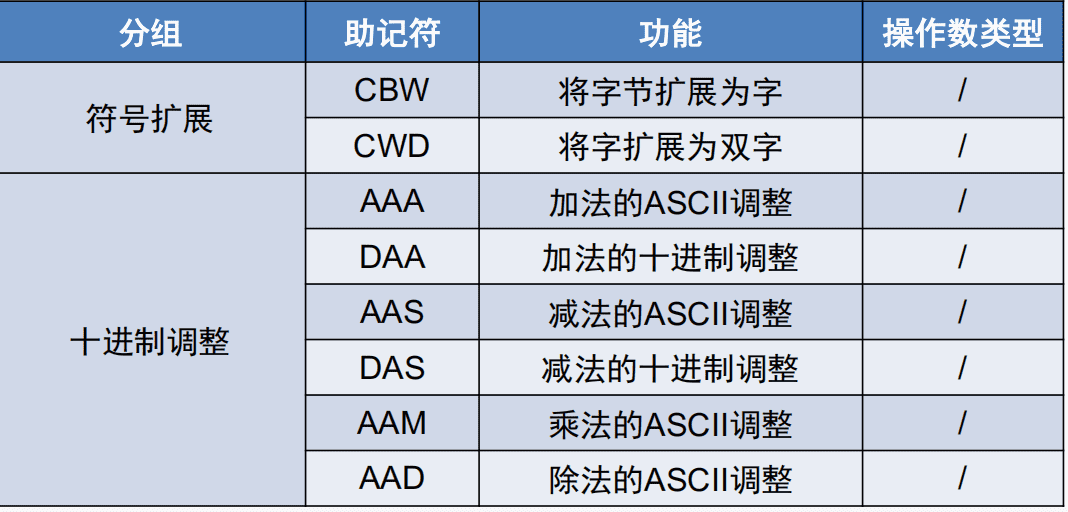 分组 助记符 功能 操作数类型
符号扩展 CBW 将字节扩展为字 /
CWD 将字扩展为双字 /
十进制调整 AAA 加法的ASCII调整 /
DAA 加法的十进制调整 /
AAS 减法的ASCII调整 /
DAS 减法的十进制调整 /
AAM 乘法的ASCII调整 /
AAD 除法的ASCII调整 /